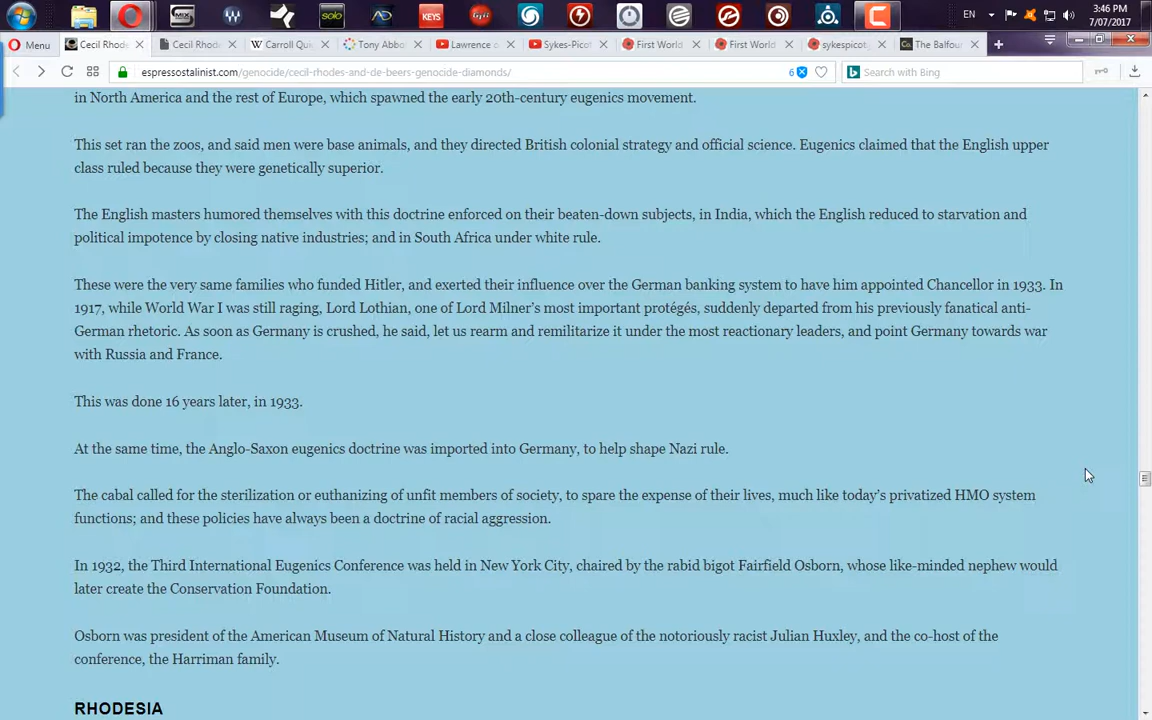 solo
KEYS
EN
3:46 PM
7/07/2017
Menu
Cecil Rhode
Cecil Rhod
Carroll Qui
Tony Abbo
Lawrence o
Sykes-Picot
First World
First World
sykespicot
The Balfour
espressostalinist.com/genocide/cecil-rhodes-and-de-beers-genocide-diamonds/
6
Search with Bing
in North America and the rest of Europe, which spawned the early 20th-century eugenics movement.
This set ran the zoos, and said men were base animals, and they directed British colonial strategy and official science. Eugenics claimed that the English upper
class ruled because they were genetically superior.
The English masters humored themselves with this doctrine enforced on their beaten-down subjects, in India, which the English reduced to starvation and
political impotence by closing native industries; and in South Africa under white rule.
These were the very same families who funded Hitler, and exerted their influence over the German banking system to have him appointed Chancellor in 1933. In
1917, while World War I was still raging, Lord Lothian, one of Lord Milner's most important protégés, suddenly departed from his previously fanatical anti-
German rhetoric. As soon as Germany is crushed, he said, let us rearm and remilitarize it under the most reactionary leaders, and point Germany towards war
with Russia and France.
This was done 16 years later, in 1933.
At the same time, the Anglo-Saxon eugenics doctrine was imported into Germany, to help shape Nazi rule.
The cabal called for the sterilization or euthanizing of unfit members of society, to spare the expense of their lives, much like today's privatized HMO system
functions; and these policies have always been a doctrine of racial aggression.
In 1932, the Third International Eugenics Conference was held in New York City, chaired by the rabid bigot Fairfield Osborn, whose like-minded nephew would
later create the Conservation Foundation.
Osborn was president of the American Museum of Natural History and a close colleague of the notoriously racist Julian Huxley, and the co-host of the
conference, the Harriman family.
RHODESIA